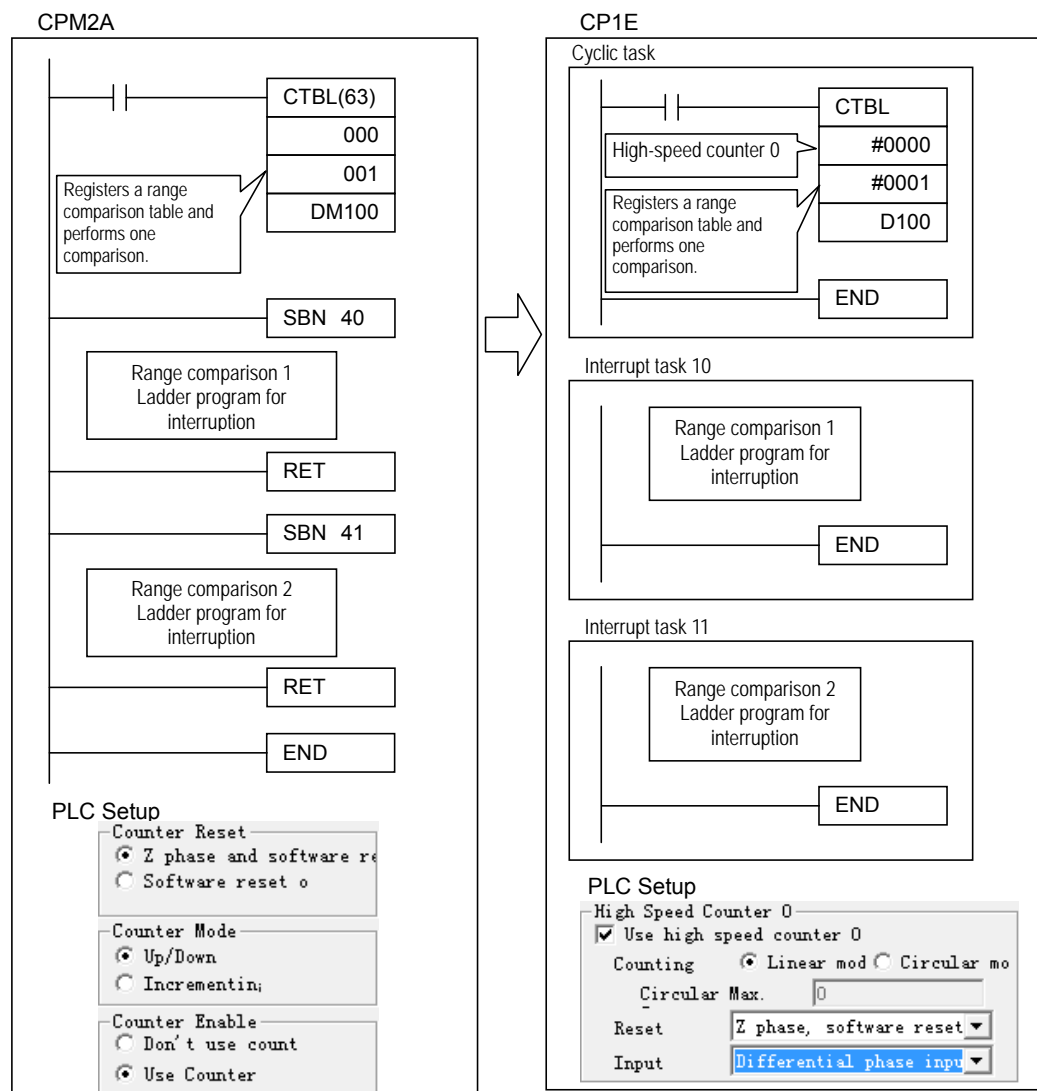 CPM2A
CTBL(63)
000
001
DM100
Registers a range
comparison table and
performs one
comparison.
SBN 40
Range comparison 1
Ladder program for
interruption
RET
SBN 41
Range comparison 2
Ladder program for
interruption
RET
END
PLC Setup
Counter Reset
Z phase and software re
Software reset o
Counter Mode
Up/Down
Incrementin
Counter Enable
Don't use count
Use Counter
CP1E
Cyclic task
CTBL
#0000
#0001
D100
High-speed counter 0
Registers a range
comparison table and
performs one
comparison.
END
Interrupt task 10
Range comparison 1
Ladder program for
interruption
END
Interrupt task 11
Range comparison 2
Ladder program for
interruption
END
PLC Setup
High Speed Counter 0
Use high speed counter 0
Counting Linear mod Circular mo
Circular Max. 0
Reset Z phase, software reset
Input Differential phase inpu